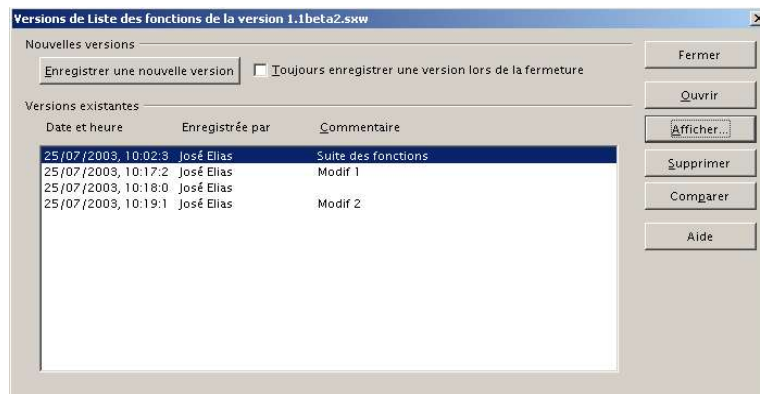 Versions de Liste des fonctions de la version 1.1beta2.sxw
Nouvelles versions
Enregistrer une nouvelle version
Toujours enregistrer une version lors de la fermeture
Versions existantes
Date et heure Enregistrée par Commentaire
25/07/2003, 10:02:3 José Elias Suite des fonctions
25/07/2003, 10:17:2 José Elias Modif 1
25/07/2003, 10:18:0 José Elias
25/07/2003, 10:19:1 José Elias Modif 2
Fermer
Ouvrir
Afficher...
Supprimer
Comparer
Aide